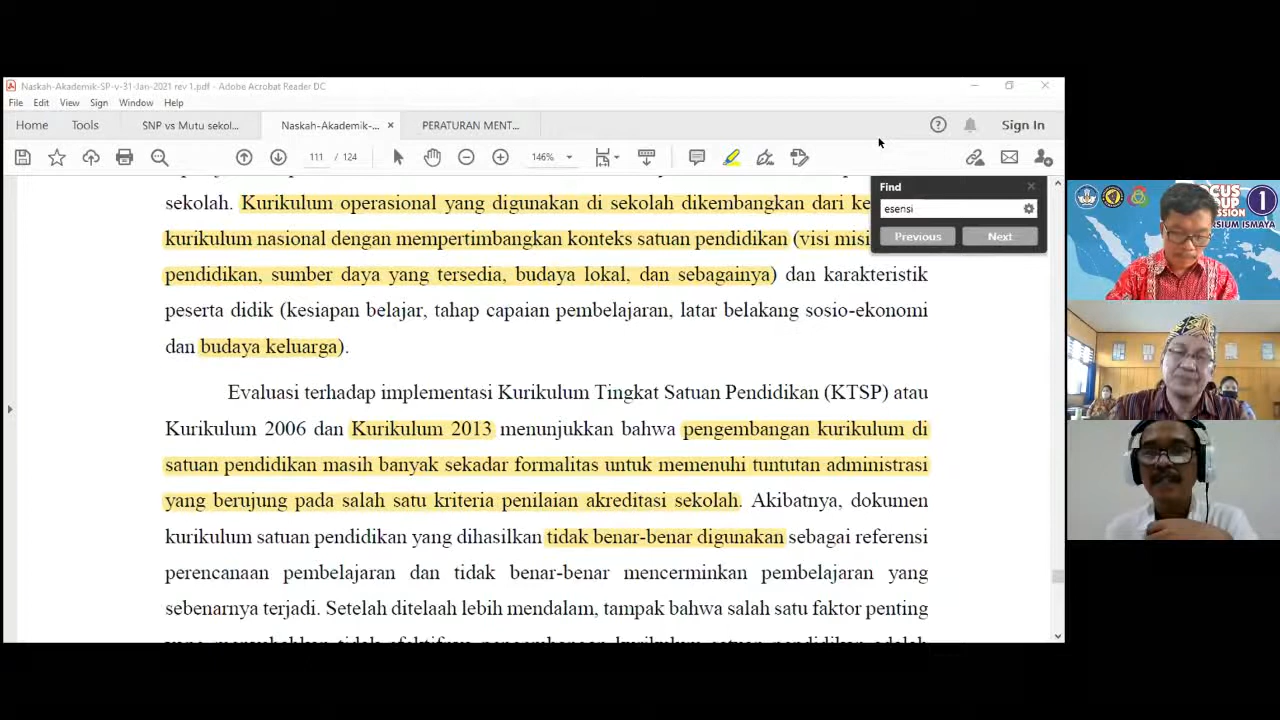 Naskah-Akademik-SP-v-31-Jan-2021 rev 1.pdf - Adobe Acrobat Reader DC
File Edit View Sign Window Help
Home Tools SNP vs Mutu sekol... Naskah-Akademik-... × PERATURAN MENT... Sign In
111 / 124 146%
Find
esensi
Previous Next
sekolah. Kurikulum operasional yang digunakan di sekolah dikembangkan dari
kurikulum nasional dengan mempertimbangkan konteks satuan pendidikan (visi
pendidikan, sumber daya yang tersedia, budaya lokal, dan sebagainya) dan karakteristik
peserta didik (kesiapan belajar, tahap capaian pembelajaran, latar belakang sosio-ekonomi
dan budaya keluarga).
Evaluasi terhadap implementasi Kurikulum Tingkat Satuan Pendidikan (KTSP) atau
Kurikulum 2006 dan Kurikulum 2013 menunjukkan bahwa pengembangan kurikulum di
satuan pendidikan masih banyak sekadar formalitas untuk memenuhi tuntutan administrasi
yang berujung pada salah satu kriteria penilaian akreditasi sekolah. Akibatnya, dokumen
kurikulum satuan pendidikan yang dihasilkan tidak benar-benar digunakan sebagai referensi
perencanaan pembelajaran dan tidak benar-benar mencerminkan pembelajaran yang
sebenarnya terjadi. Setelah ditelaah lebih mendalam, tampak bahwa salah satu faktor penting
1
ISMAYA